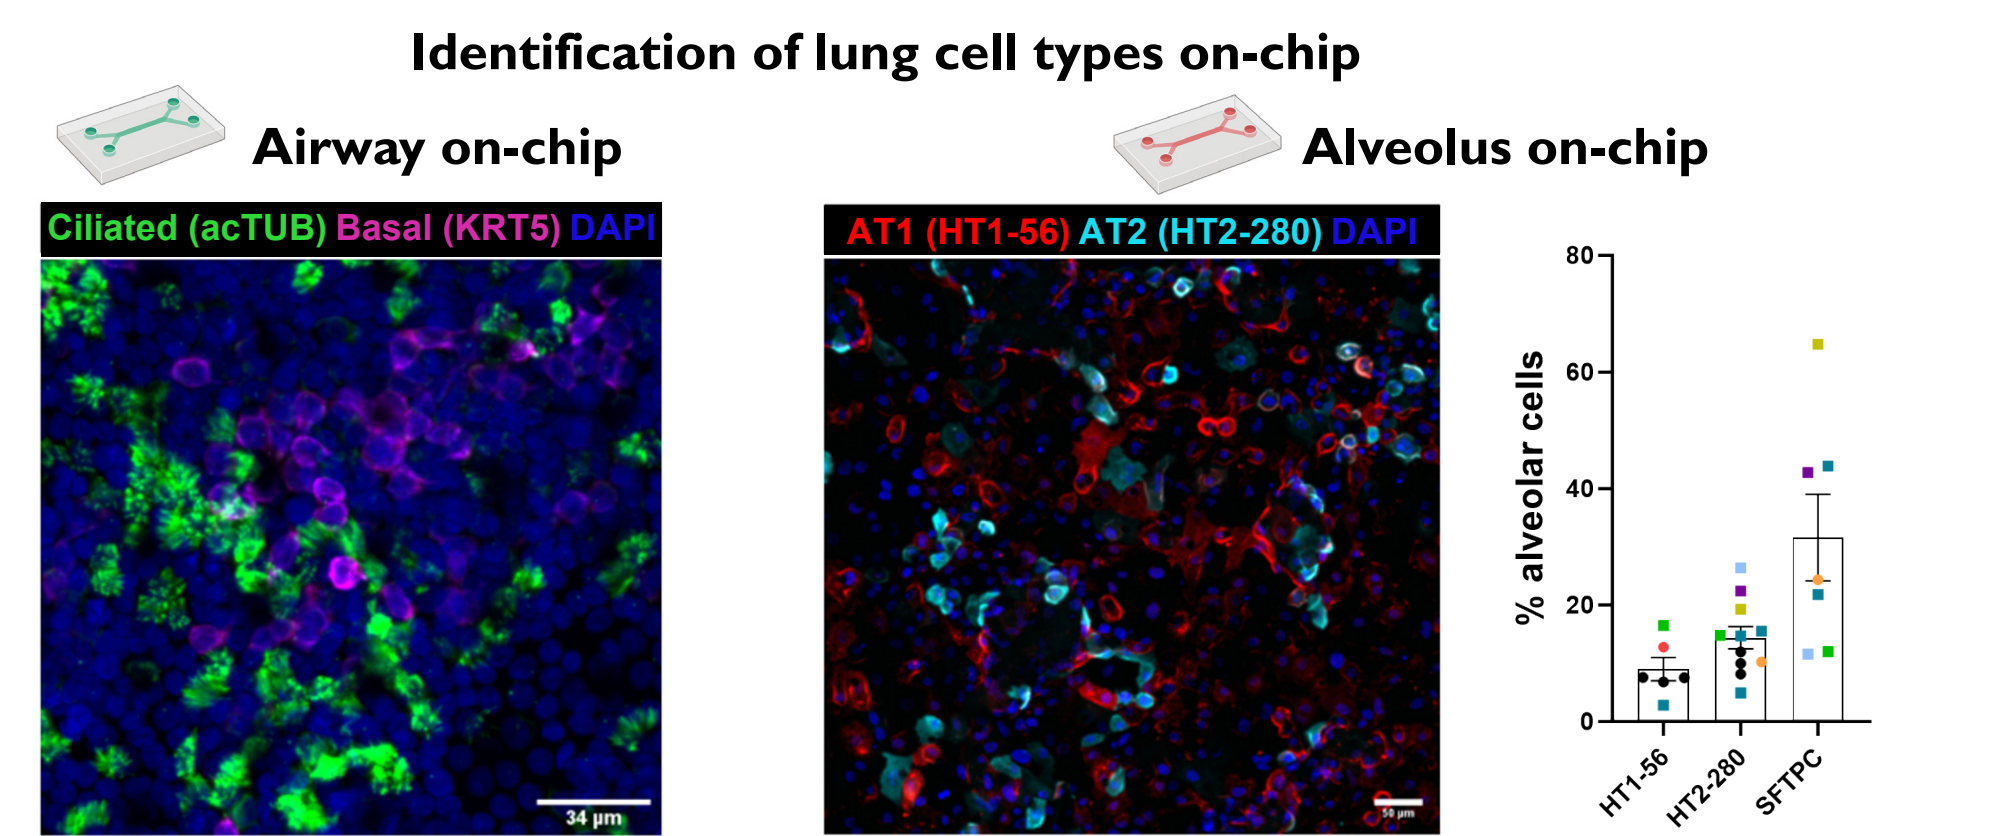 Identification of lung cell types on-chip
Airway on-chip
Alveolus on-chip
Ciliated (acTUB) Basal (KRT5) DAPI
AT1 (HT1-56) AT2 (HT2-280) DAPI
34 µm
50 µm
% alveolar cells
80
60
40
20
0
HT1-56
HT2-280
SFTPC